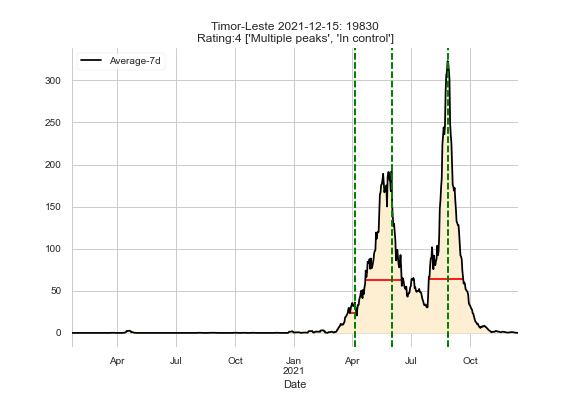 Timor-Leste 2021-12-15: 19830
Rating:4 ['Multiple peaks', 'In control']
Average-7d
300
250
200
150
100
50
0
Apr Jul Oct Jan Apr Jul Oct
2021
Date